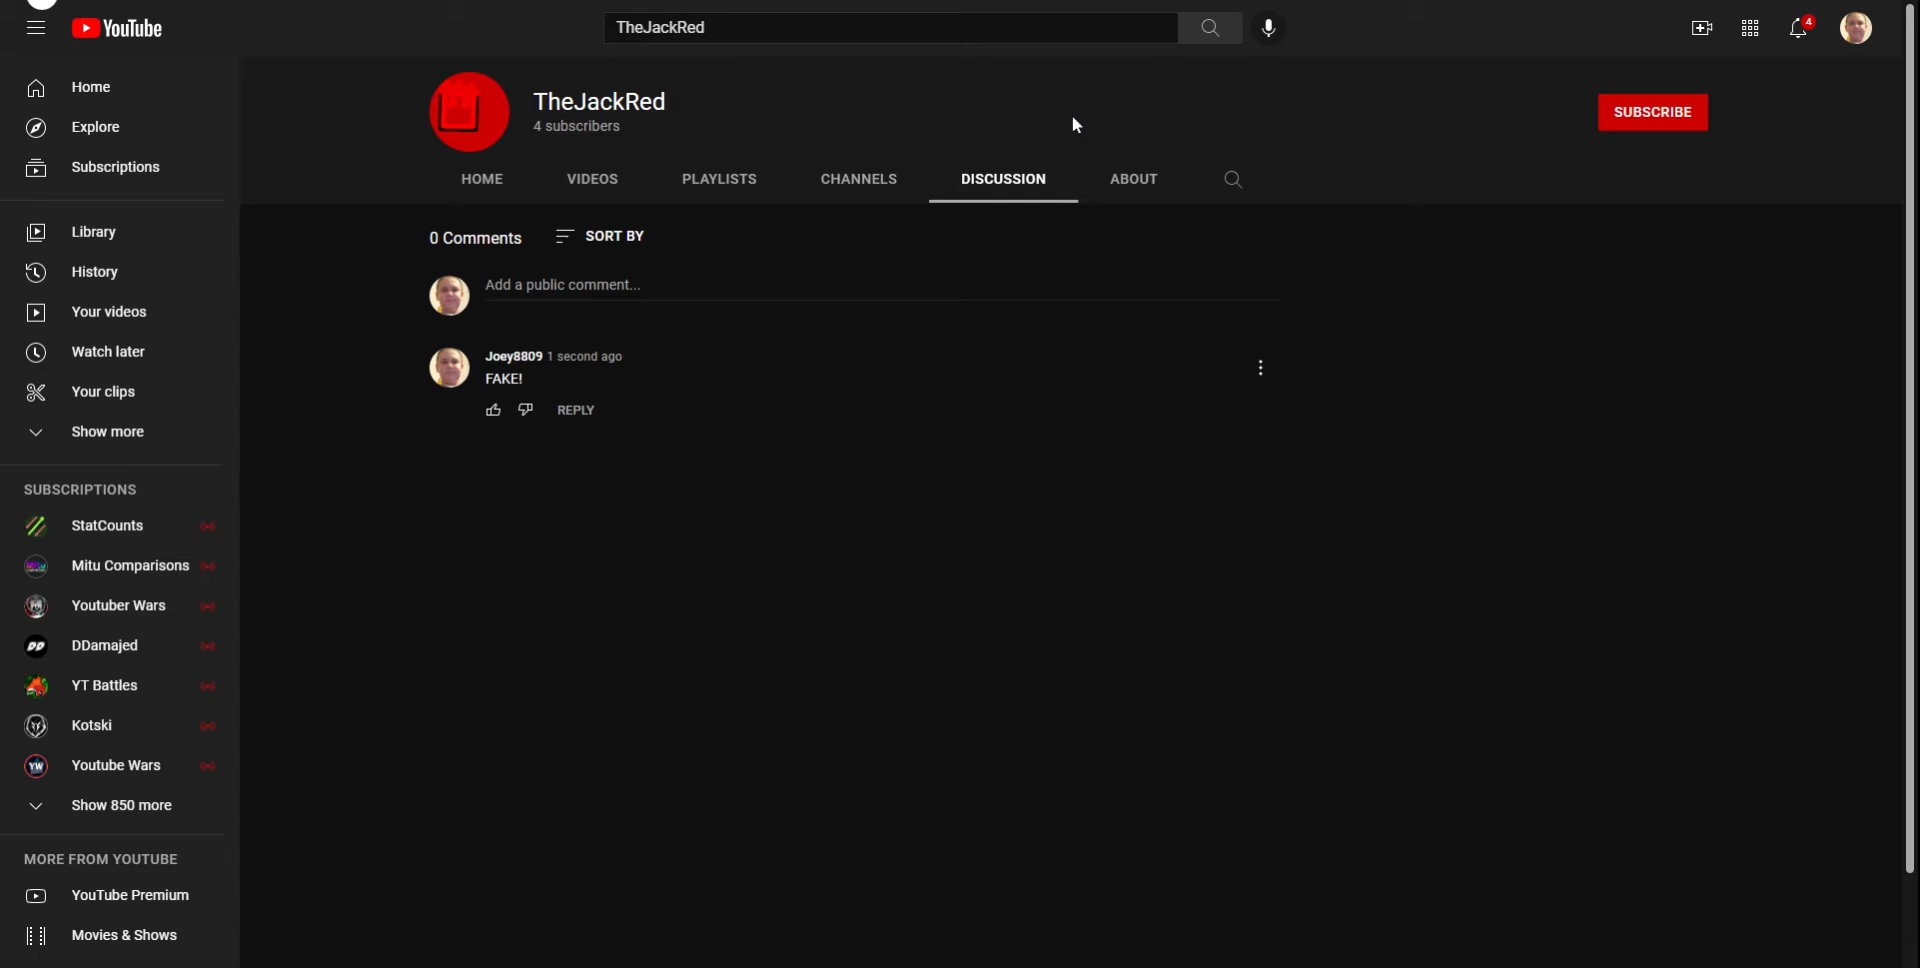 YouTube
TheJackRed
4
Home
Explore
Subscriptions
Library
History
Your videos
Watch later
Your clips
Show more
SUBSCRIPTIONS
StatCounts
Mitu Comparisons
Youtuber Wars
DDamajed
YT Battles
Kotski
YW Youtube Wars
Show 850 more
MORE FROM YOUTUBE
YouTube Premium
Movies & Shows
TheJackRed
4 subscribers
SUBSCRIBE
HOME VIDEOS PLAYLISTS CHANNELS DISCUSSION ABOUT
0 Comments SORT BY
Add a public comment...
Joey8809 1 second ago
FAKE!
REPLY